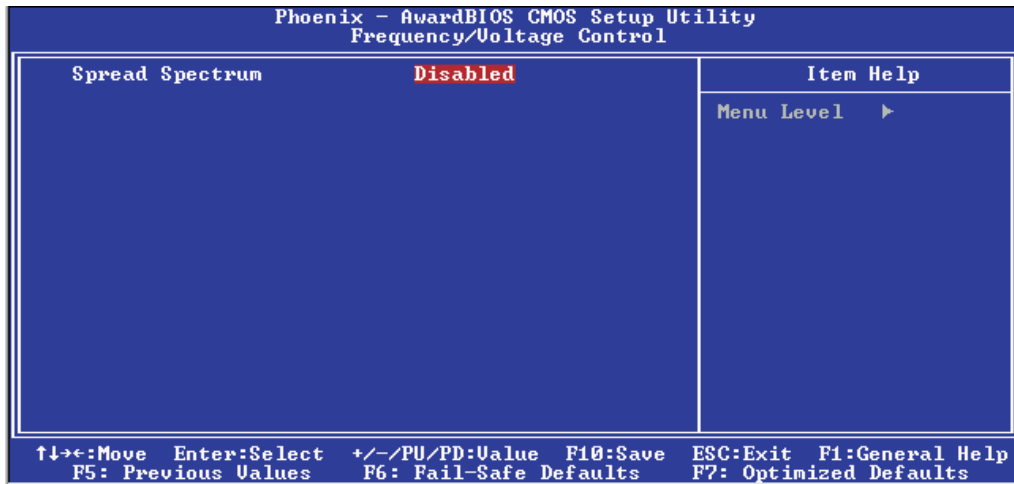 Phoenix - AwardBIOS CMOS Setup Utility
Frequency/Voltage Control
Spread Spectrum Disabled
Item Help
Menu Level ►
↑↓→←:Move Enter:Select +/-/PU/PD:Value F10:Save ESC:Exit F1:General Help
F5: Previous Values F6: Fail-Safe Defaults F7: Optimized Defaults